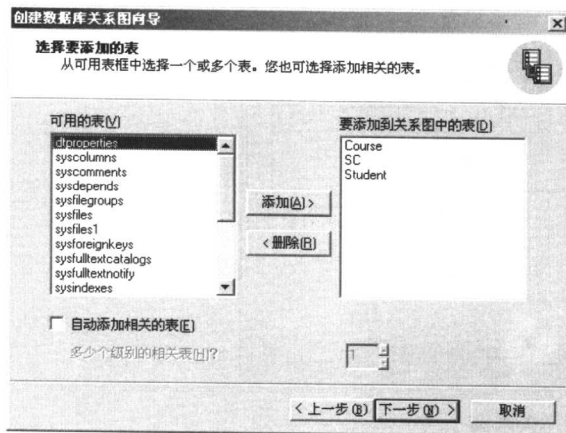 创建数据库关系图向导
选择要添加的表
从可用表框中选择一个或多个表。您也可选择添加相关的表。
可用的表(V)
dtproperties
syscolumns
syscomments
sysdepends
sysfilegroups
sysfiles
sysfiles1
sysforeignkeys
sysfulltextcatalogs
sysfulltextnotify
sysindexes
添加(A) >
< 删除(R)
要添加到关系图中的表(D)
Course
SC
Student
自动添加相关的表(E)
多少个级别的相关表(H)?
1
< 上一步(B)
下一步(N) >
取消